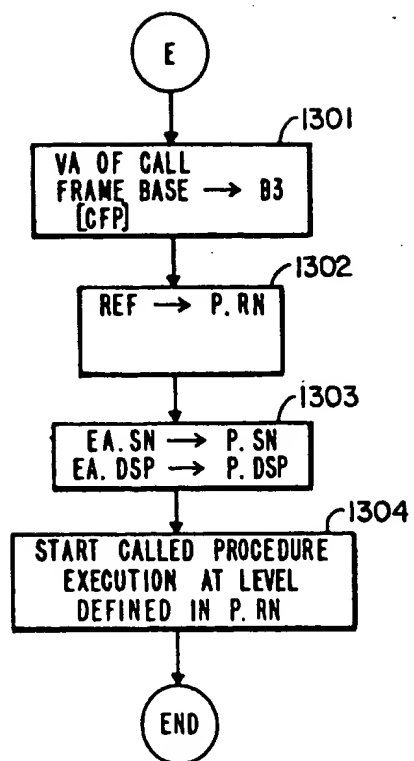 E
1301
VA OF CALL
FRAME BASE → B3
[CFP]
1302
REF → P.RN
1303
EA.SN → P.SN
EA.DSP → P.DSP
1304
START CALLED PROCEDURE
EXECUTION AT LEVEL
DEFINED IN P.RN
END